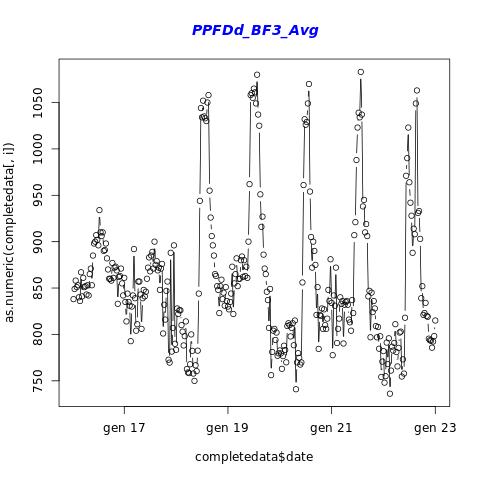 PPFDd_BF3_Avg
as.numeric(completedata[, i])
1050
1000
950
900
850
800
750
gen 17
gen 19
gen 21
gen 23
completedata$date